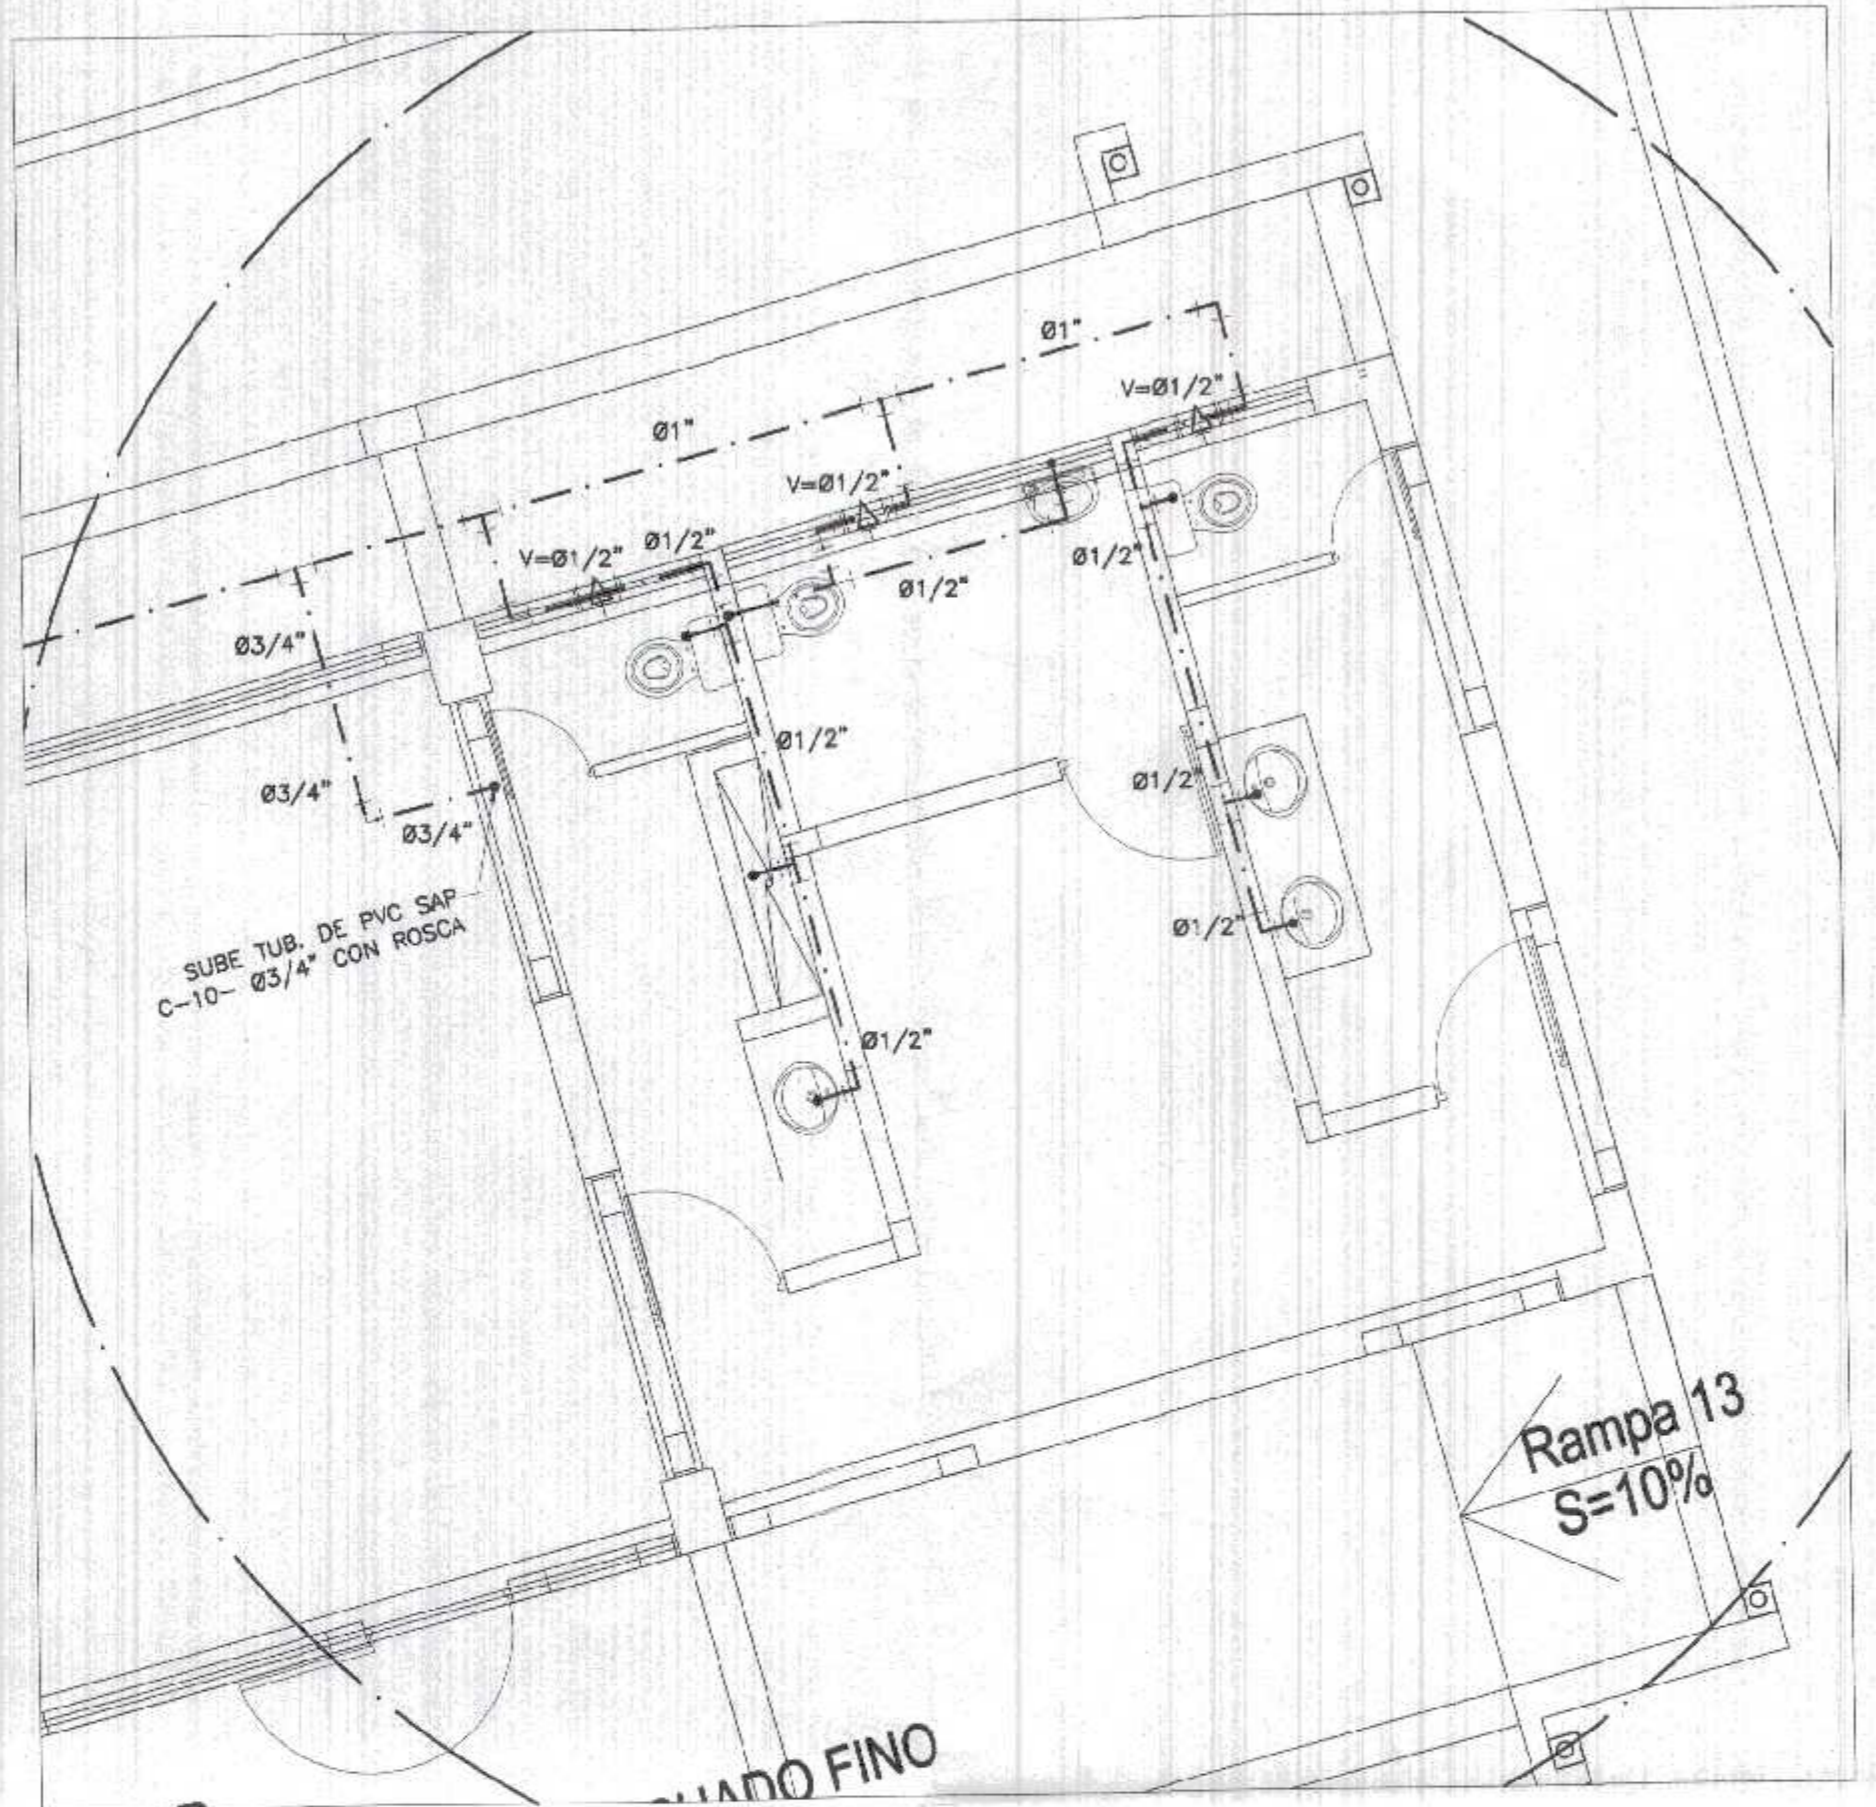 Ø1"
V=Ø1/2"
Ø1"
V=Ø1/2"
V=Ø1/2"
Ø1/2"
Ø1/2"
Ø1/2"
Ø3/4"
Ø1/2"
Ø3/4"
Ø1/2"
Ø3/4"
SUBE TUB. DE PVC SAP
C-10- Ø3/4" CON ROSCA
Ø1/2"
Ø1/2"
Rampa 13
S=10%
FINO